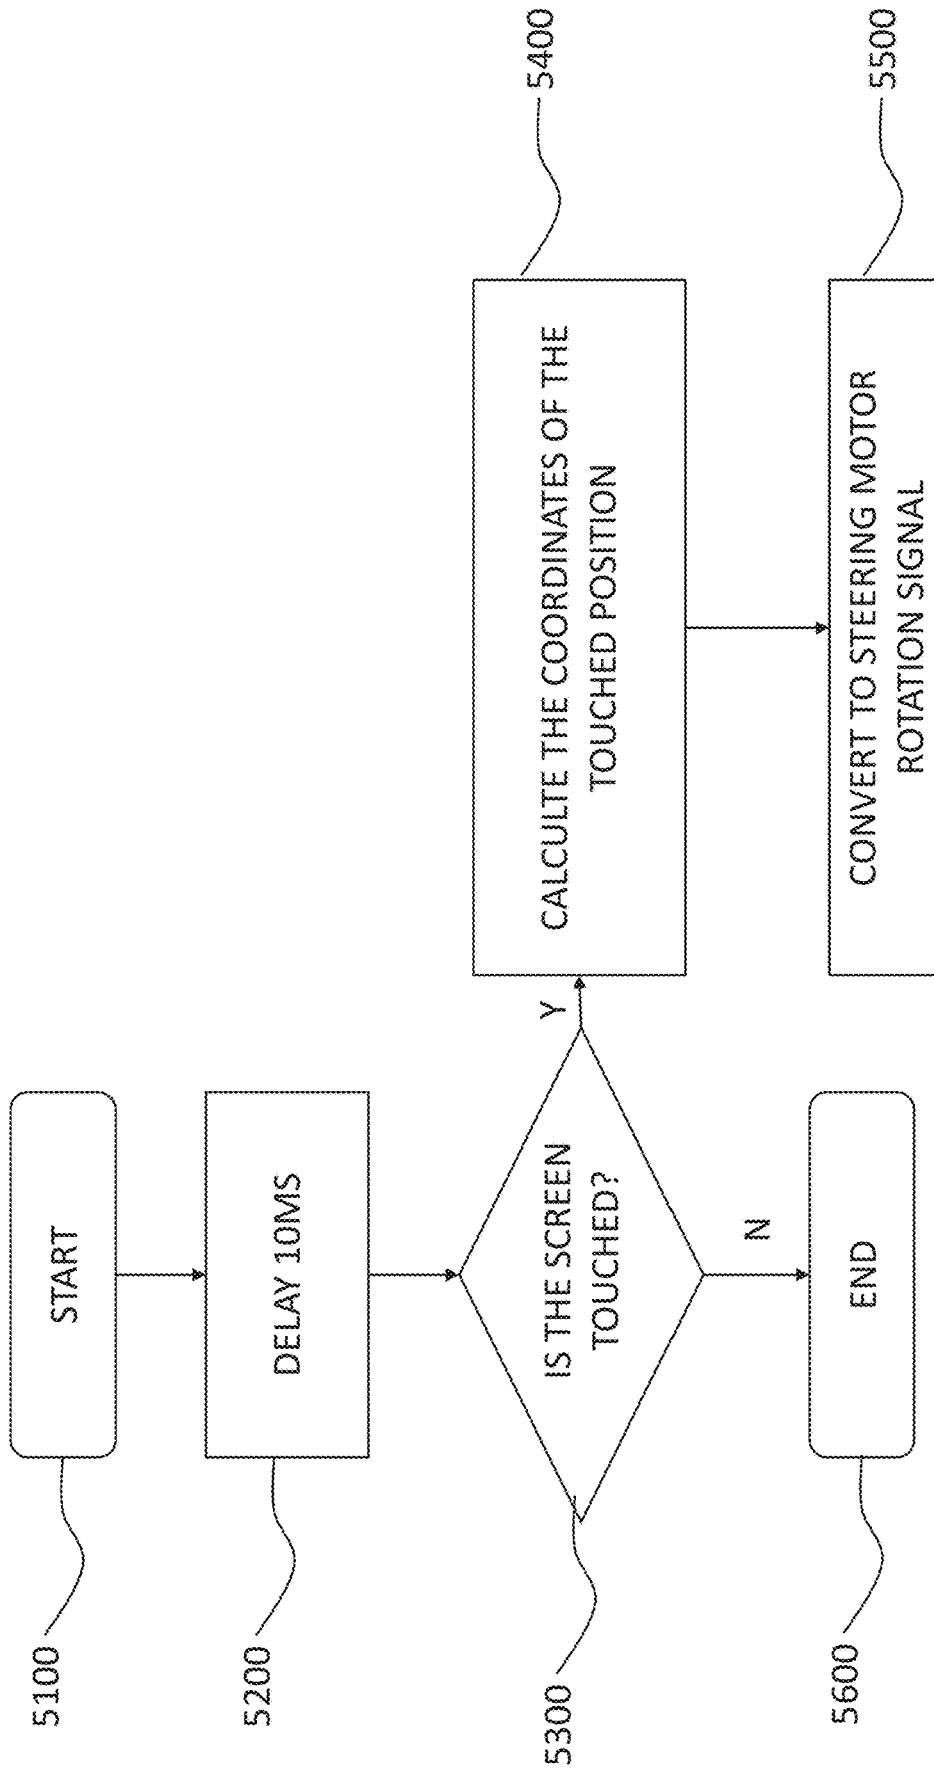 5100
START
5200
DELAY 10MS
5300
IS THE SCREEN
TOUCHED?
Y
N
5400
CALCULTE THE COORDINATES OF THE
TOUCHED POSITION
5500
CONVERT TO STEERING MOTOR
ROTATION SIGNAL
5600
END